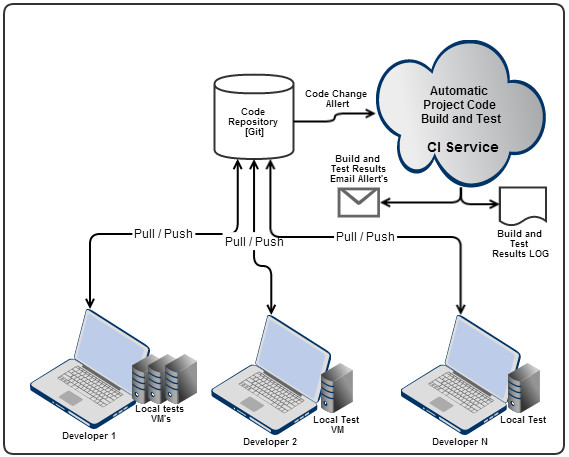 Code
Repository
[Git]
Code Change
Allert
Automatic
Project Code
Build and Test
CI Service
Build and
Test Results
Email Allert's
Build and
Test
Results LOG
Pull / Push
Pull / Push
Pull / Push
Local tests
VM's
Developer 1
Local Test
VM
Developer 2
Local Test
Developer N